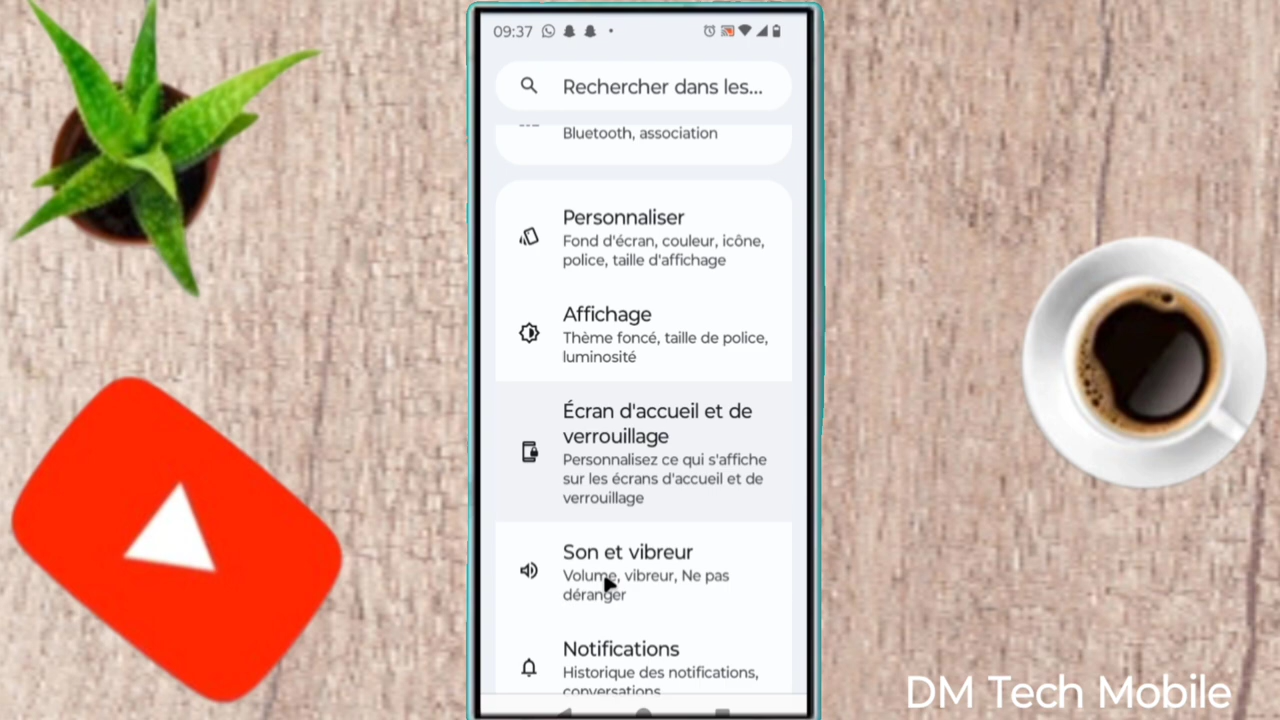 09:37
Rechercher dans les...
Bluetooth, association
Personnaliser
Fond d'écran, couleur, icône,
police, taille d'affichage
Affichage
Thème foncé, taille de police,
luminosité
Écran d'accueil et de
verrouillage
Personnalisez ce qui s'affiche
sur les écrans d'accueil et de
verrouillage
Son et vibreur
Volume, vibreur, Ne pas
déranger
Notifications
Historique des notifications,
conversations
DM Tech Mobile